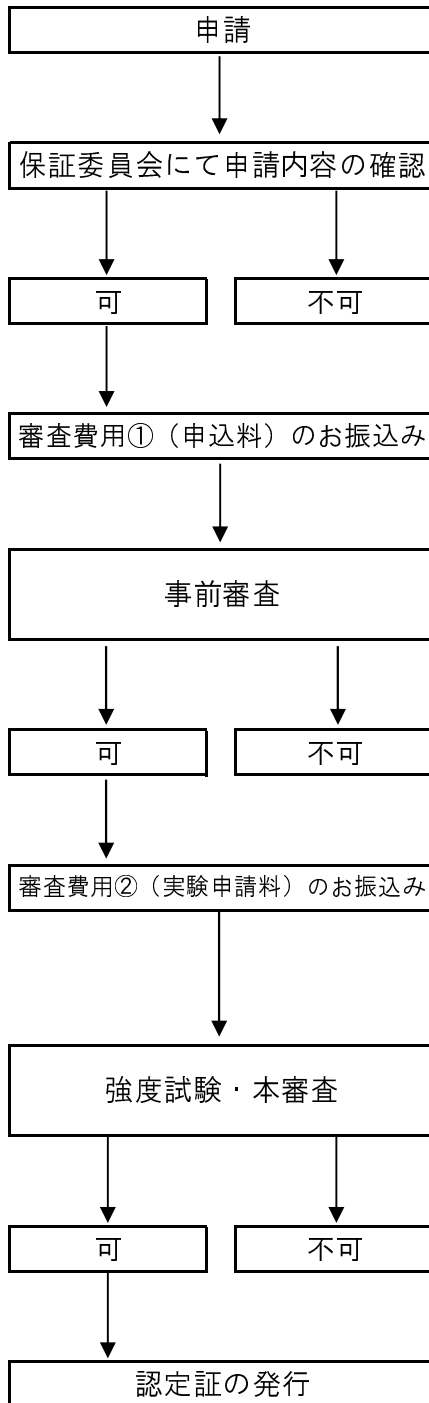 申請
保証委員会にて申請内容の確認
可
不可
審査費用①（申込料）のお振込み
事前審査
可
不可
審査費用②（実験申請料）のお振込み
強度試験・本審査
可
不可
認定証の発行